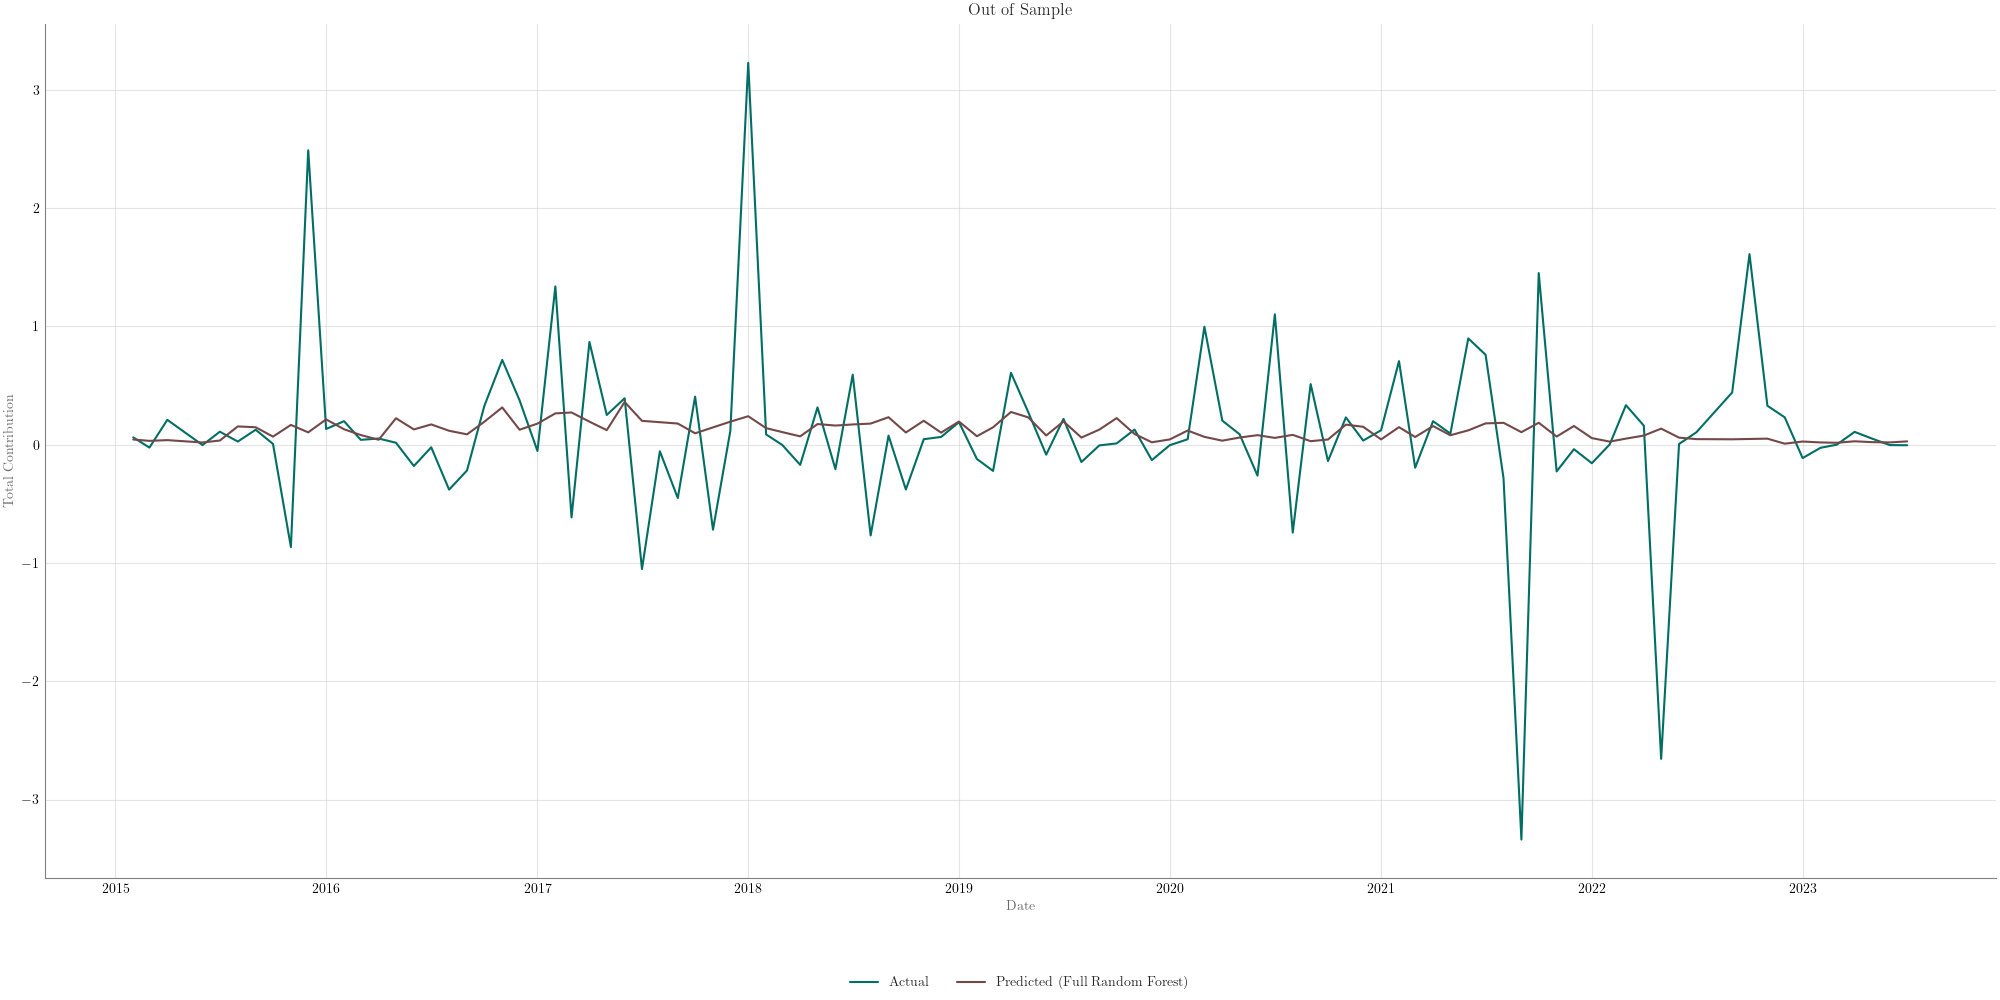 Out of Sample
Total Contribution
3
2
1
0
−1
−2
−3
2015 2016 2017 2018 2019 2020 2021 2022 2023
Date
Actual Predicted (Full Random Forest)